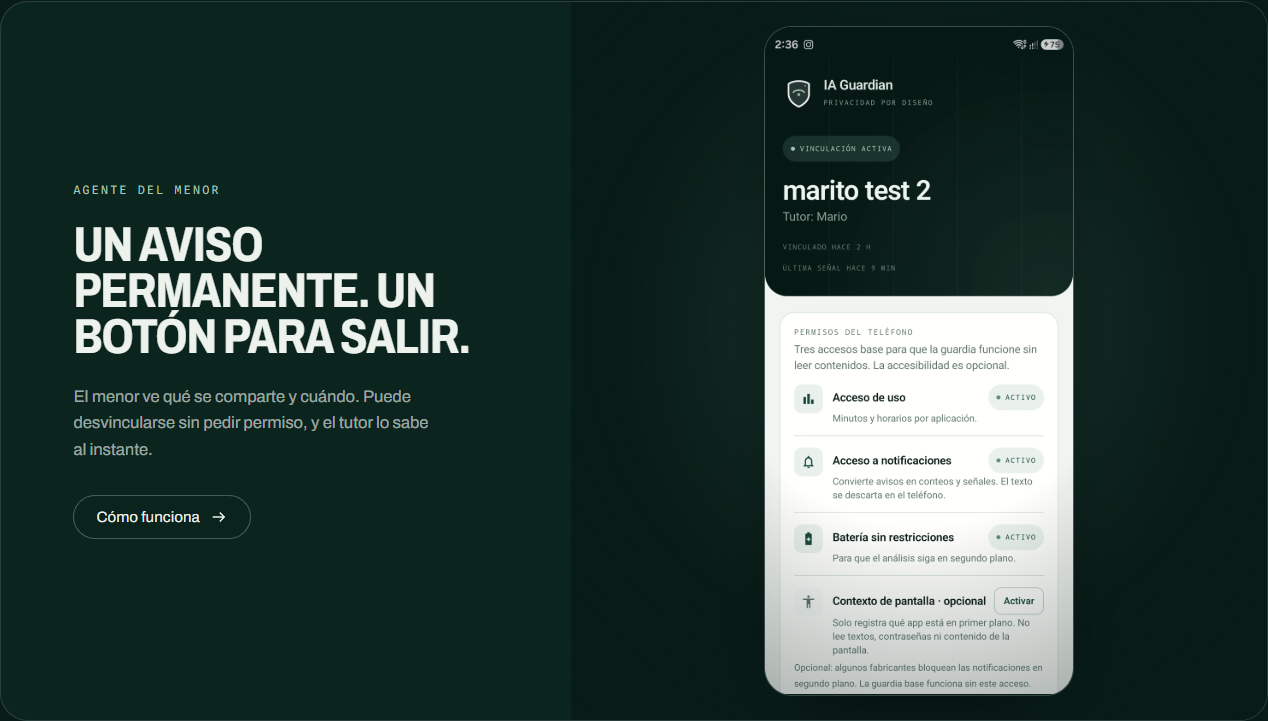 AGENTE DEL MENOR
UN AVISO
PERMANENTE. UN
BOTÓN PARA SALIR.
El menor ve qué se comparte y cuándo. Puede
desvincularse sin pedir permiso, y el tutor lo sabe
al instante.
Cómo funciona
2:36
75
IA Guardian
PRIVACIDAD POR DISEÑO
VINCULACIÓN ACTIVA
marito test 2
Tutor: Mario
VINCULADO HACE 2 H
ÚLTIMA SEÑAL HACE 9 MIN
PERMISOS DEL TELÉFONO
Tres accesos base para que la guardia funcione sin
leer contenidos. La accesibilidad es opcional.
Acceso de uso
ACTIVO
Minutos y horarios por aplicación.
Acceso a notificaciones
ACTIVO
Convierte avisos en conteos y señales. El texto
se descarta en el teléfono.
Batería sin restricciones
ACTIVO
Para que el análisis siga en segundo plano.
Contexto de pantalla · opcional
Activar
Solo registra qué app está en primer plano. No
lee textos, contraseñas ni contenido de la
pantalla.
Opcional: algunos fabricantes bloquean las notificaciones en
segundo plano. La guardia base funciona sin este acceso.